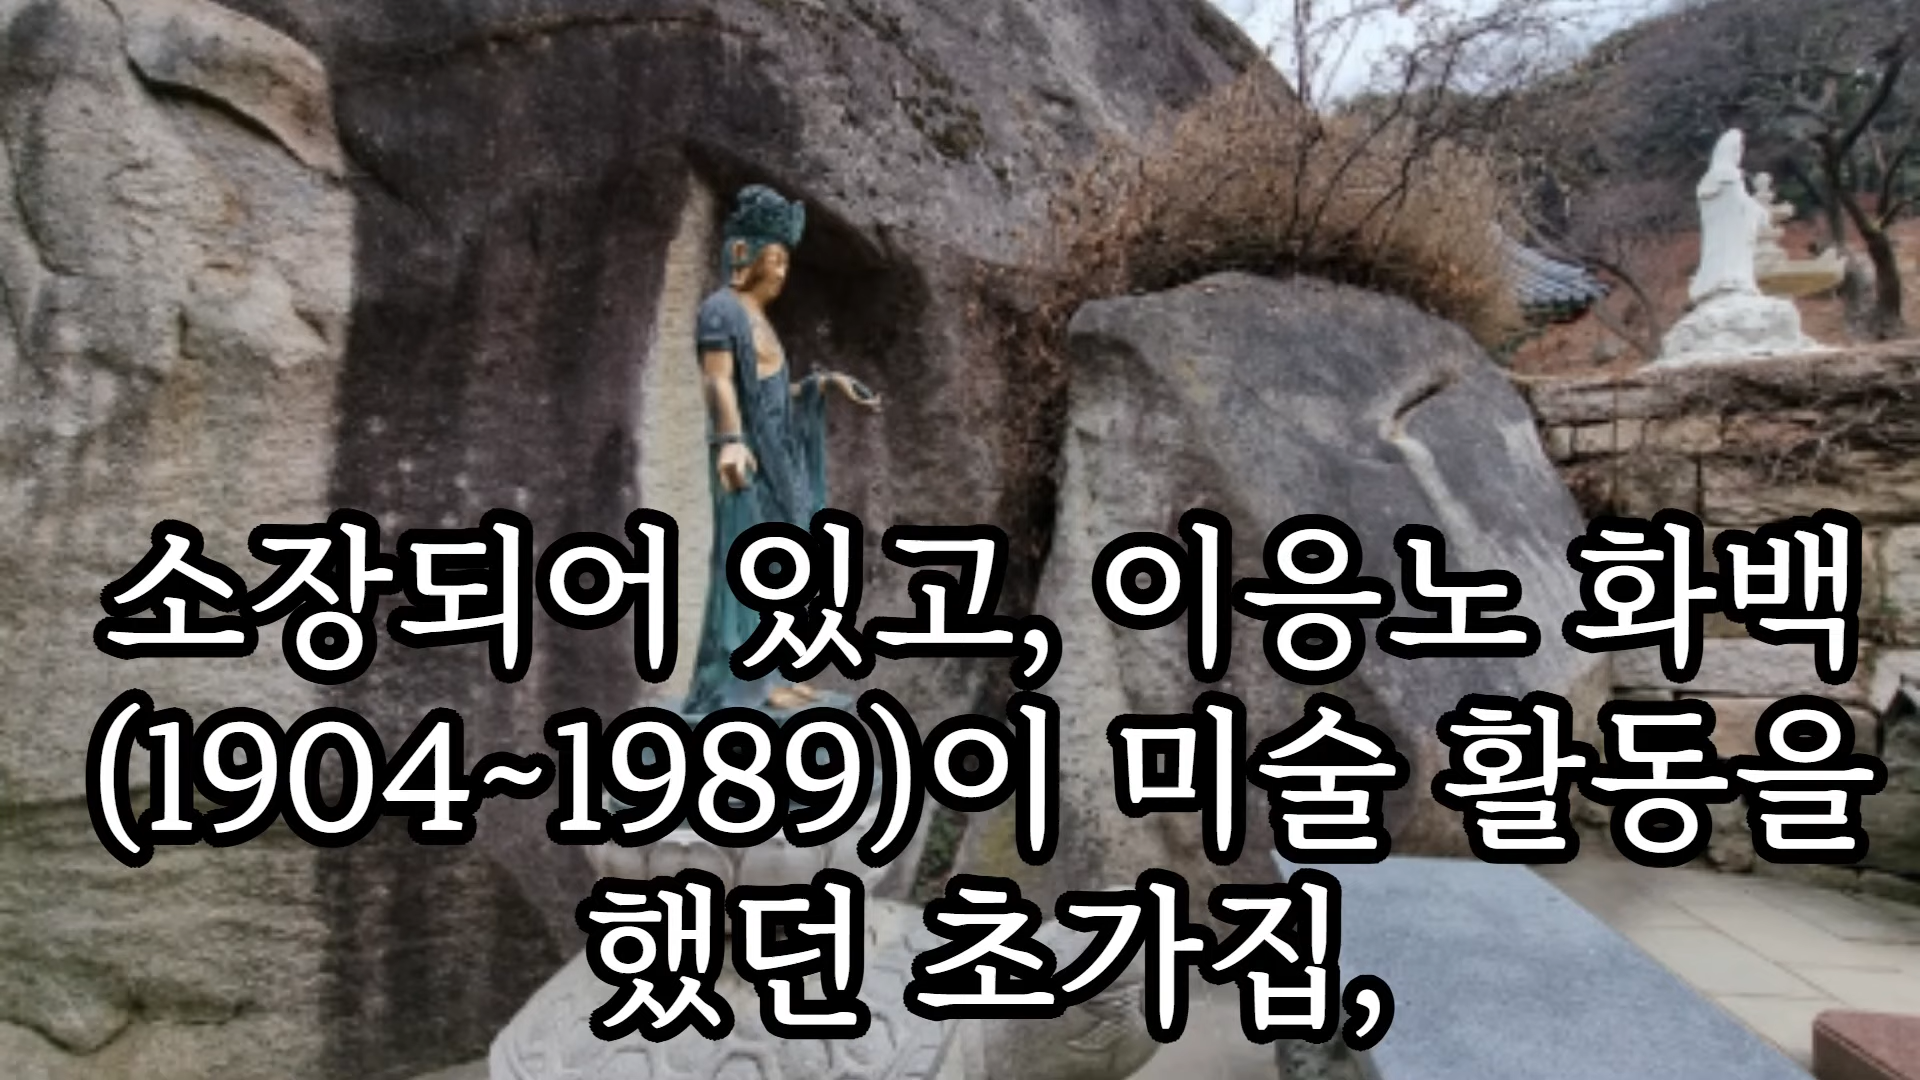 소장되어 있고, 이응노 화백
(1904~1989)이 미술 활동을
했던 초가집,